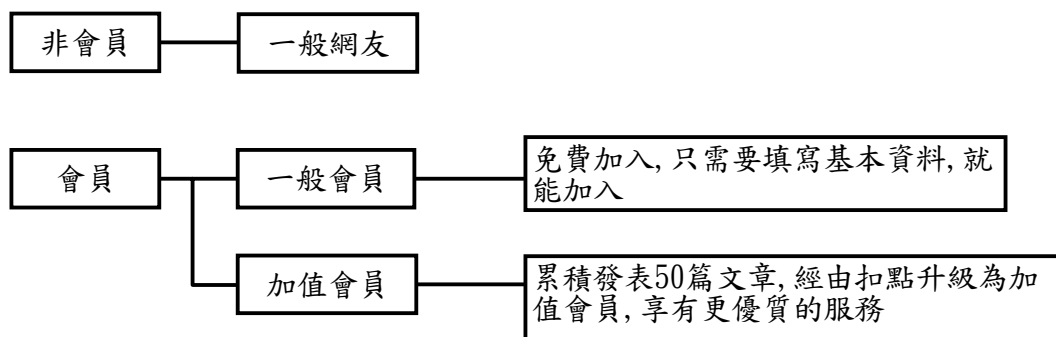 非會員
一般網友
會員
一般會員
免費加入, 只需要填寫基本資料, 就
能加入
加值會員
累積發表50篇文章, 經由扣點升級為加
值會員, 享有更優質的服務